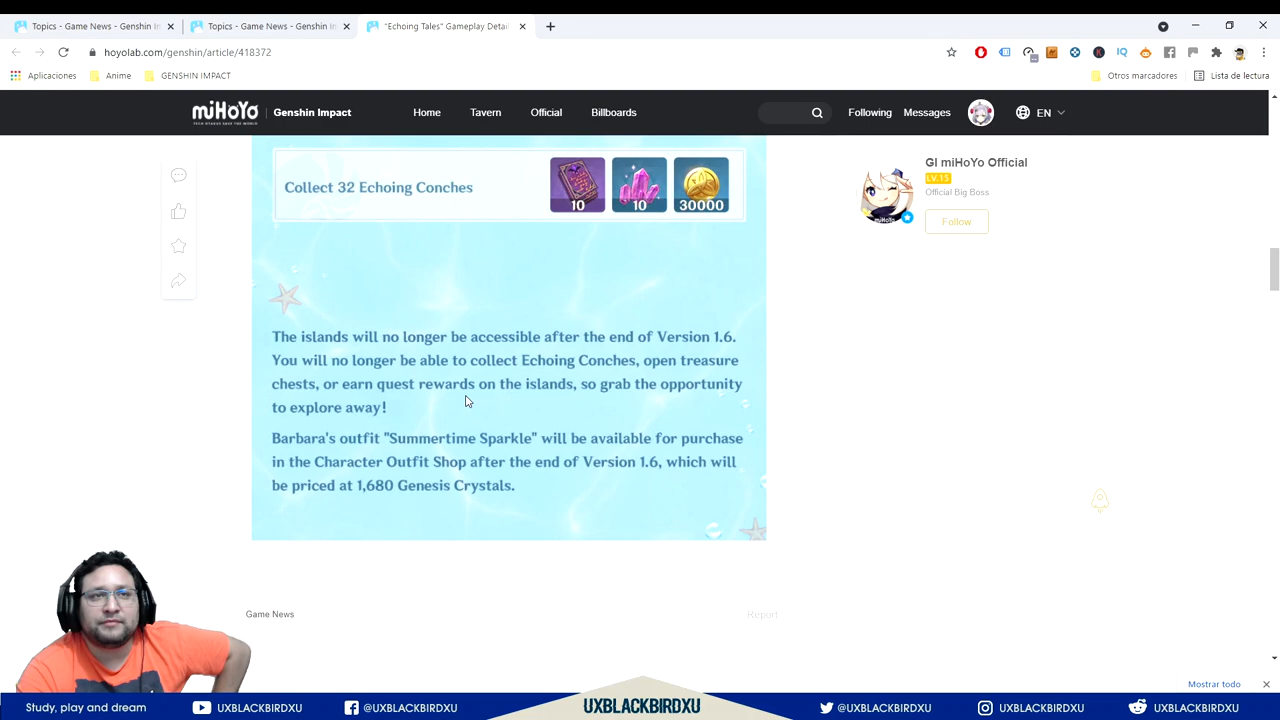 Topics - Game News - Genshin In
Topics - Game News - Genshin In
"Echoing Tales" Gameplay Detail
hoyolab.com/genshin/article/418372
Aplicaciones
Anime
GENSHIN IMPACT
Otros marcadores
Lista de lectura
miHoYo
TECH OTAKUS SAVE THE WORLD
Genshin Impact
Home
Tavern
Official
Billboards
Following
Messages
EN
Collect 32 Echoing Conches
10
10
30000
GI miHoYo Official
LV.15
Official Big Boss
Follow
The islands will no longer be accessible after the end of Version 1.6.
You will no longer be able to collect Echoing Conches, open treasure
chests, or earn quest rewards on the islands, so grab the opportunity
to explore away!
Barbara's outfit "Summertime Sparkle" will be available for purchase
in the Character Outfit Shop after the end of Version 1.6, which will
be priced at 1,680 Genesis Crystals.
Game News
Report
Mostrar todo
Study, play and dream
UXBLACKBIRDXU
@UXBLACKBIRDXU
UXBLACKBIRDXU
@UXBLACKBIRDXU
UXBLACKBIRDXU
UXBLACKBIRDXU